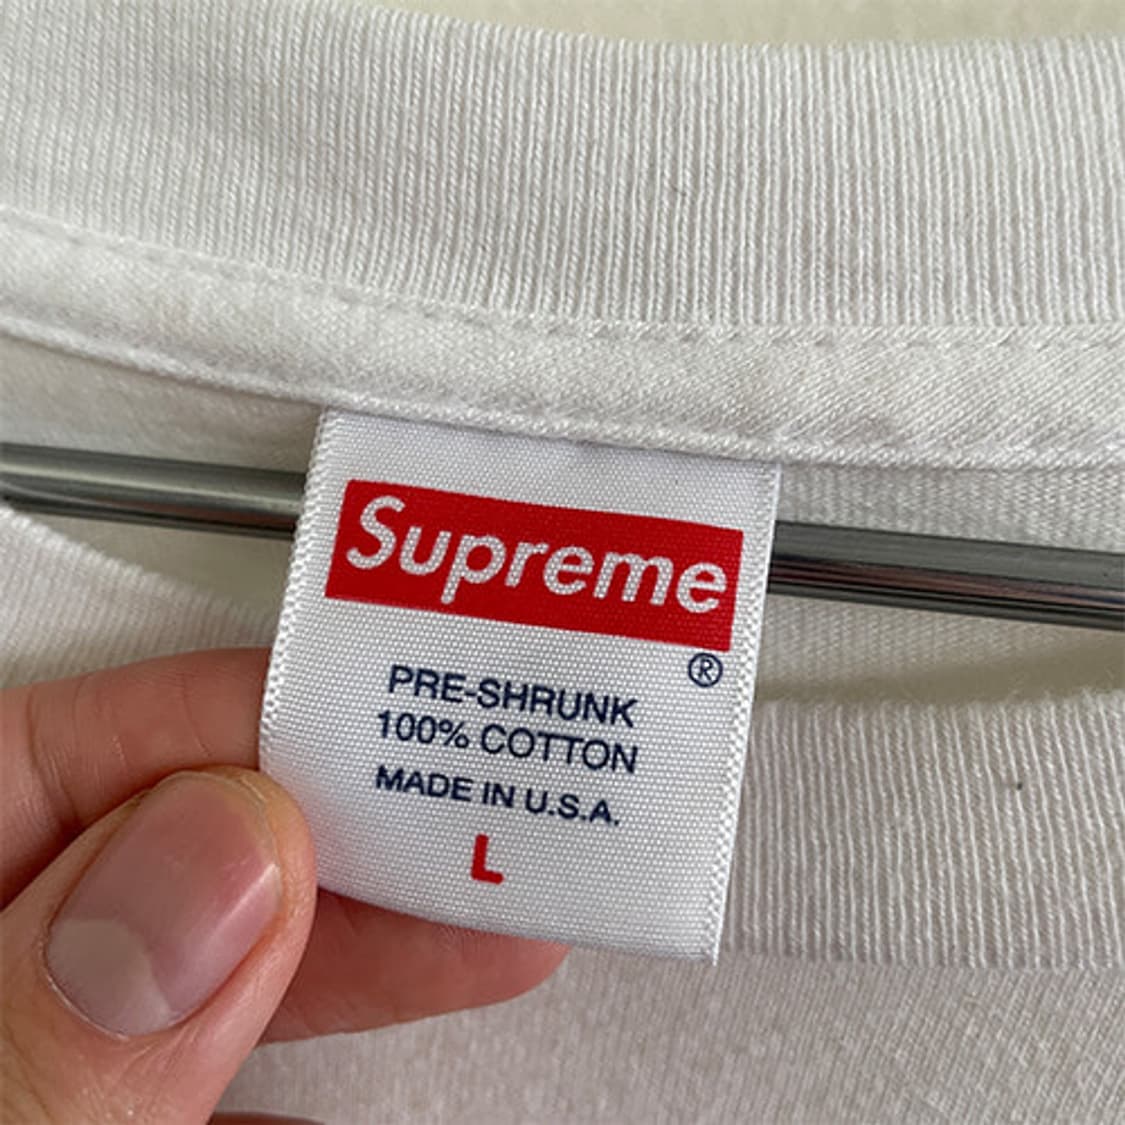 Supreme
®
PRE-SHRUNK
100% COTTON
MADE IN U.S.A.
L